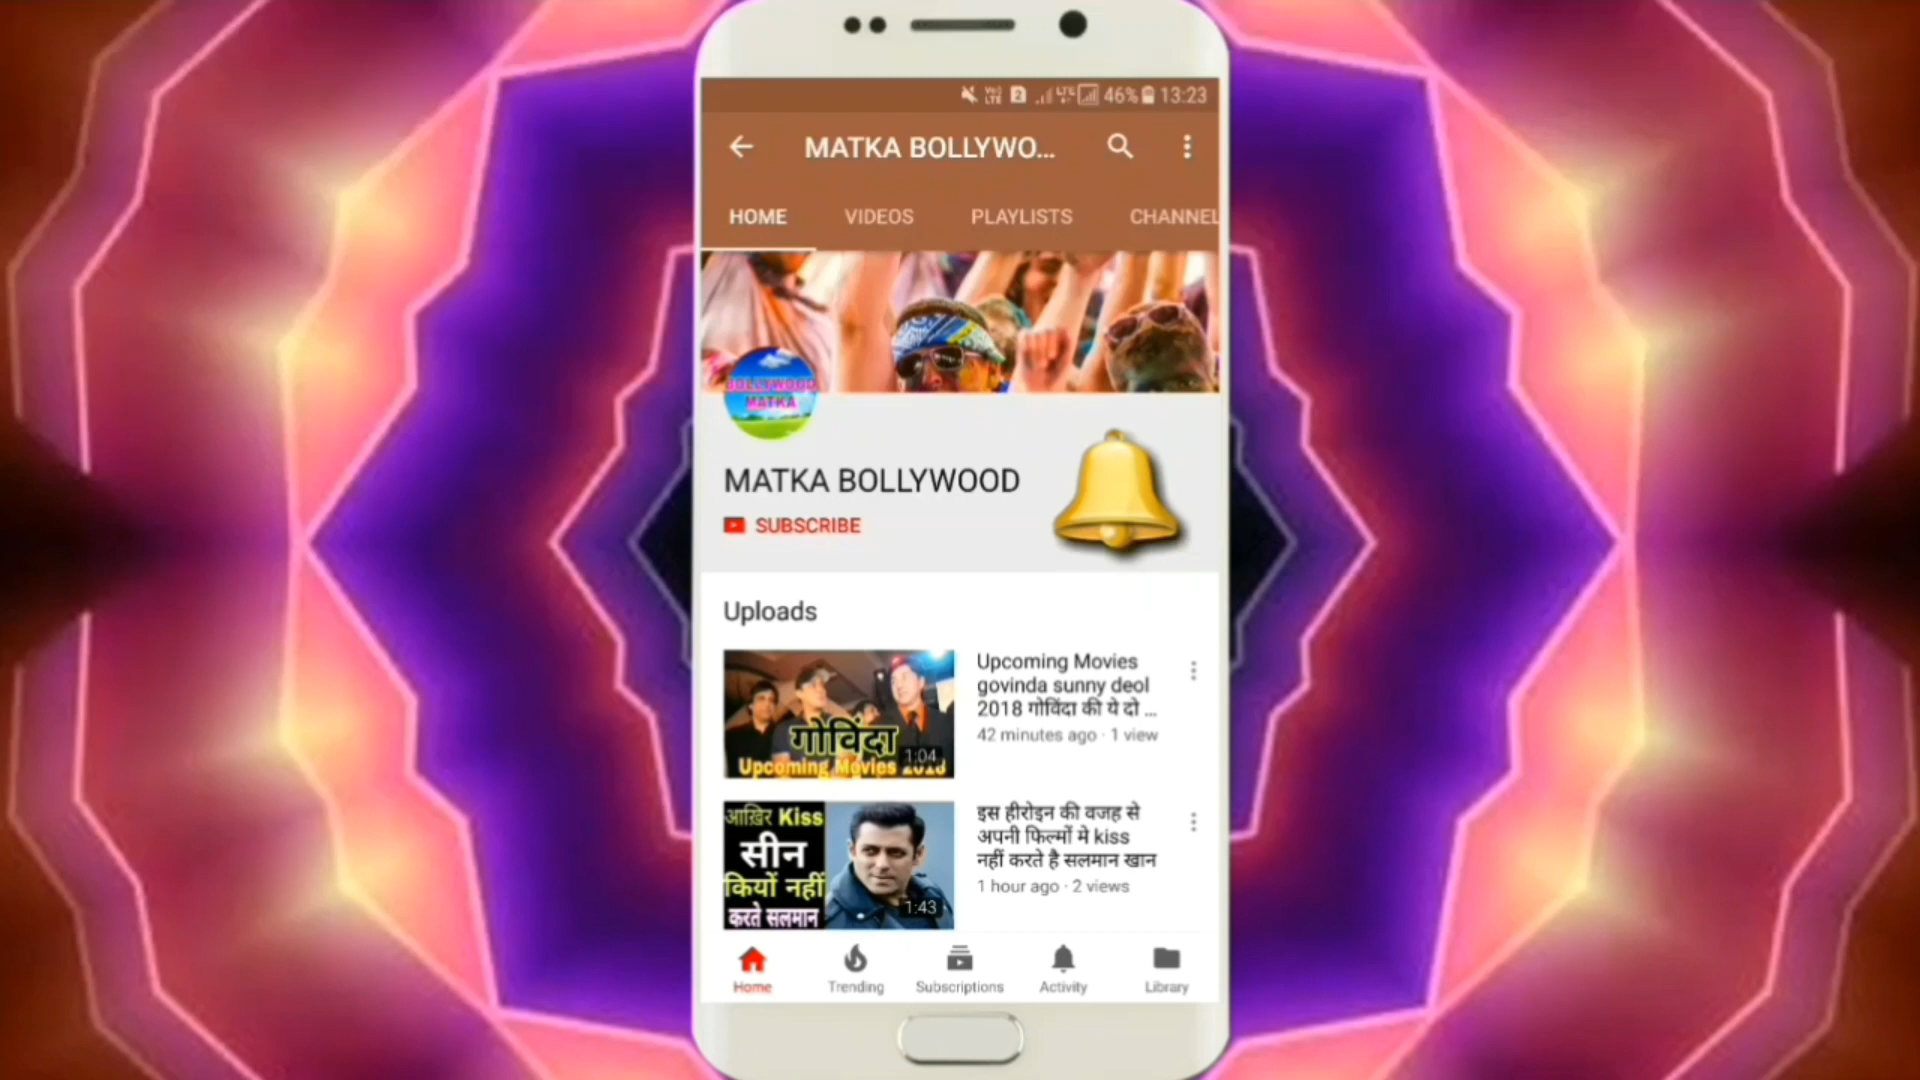 46% 13:23
MATKA BOLLYWO...
HOME VIDEOS PLAYLISTS CHANNEL
BOLLYWOOD
MATKA
MATKA BOLLYWOOD
SUBSCRIBE
Uploads
गोविंदा
1:04
Upcoming Movies 2018
Upcoming Movies
govinda sunny deol
2018 गोविंदा की ये दो ...
42 minutes ago · 1 view
आख़िर Kiss
सीन
कियों नहीं
करते सलमान
1:43
इस हीरोइन की वजह से
अपनी फिल्मों मे kiss
नहीं करते है सलमान खान
1 hour ago · 2 views
Home Trending Subscriptions Activity Library